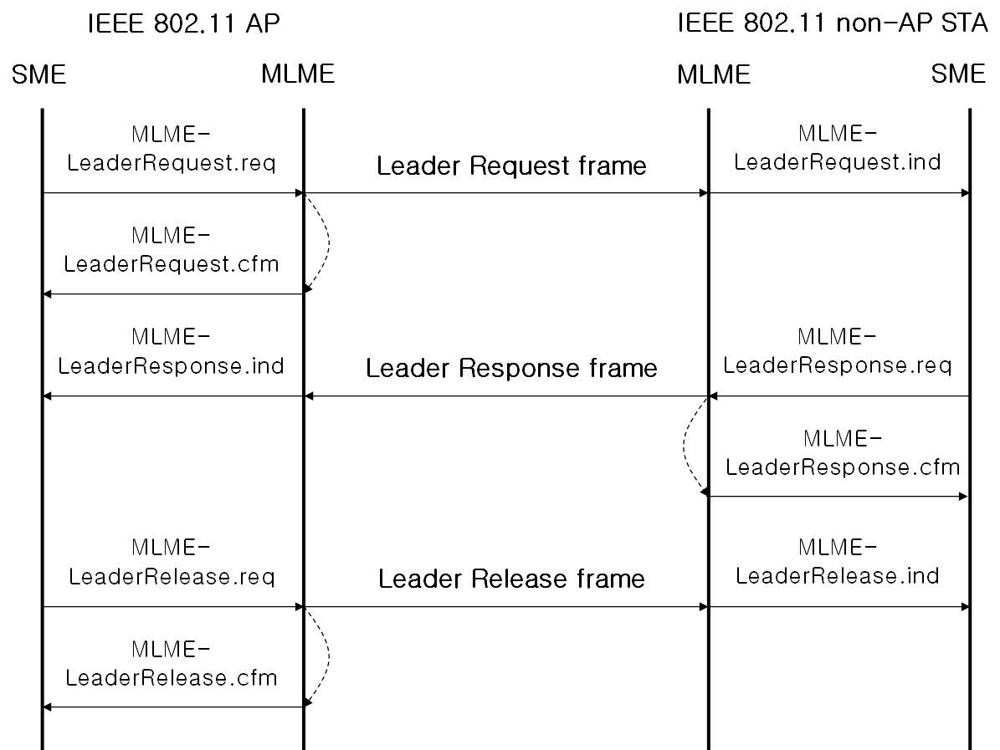 IEEE 802.11 AP
IEEE 802.11 non-AP STA
SME
MLME
MLME
SME
MLME-
LeaderRequest.req
Leader Request frame
MLME-
LeaderRequest.ind
MLME-
LeaderRequest.cfm
MLME-
LeaderResponse.ind
Leader Response frame
MLME-
LeaderResponse.req
MLME-
LeaderResponse.cfm
MLME-
LeaderRelease.req
Leader Release frame
MLME-
LeaderRelease.ind
MLME-
LeaderRelease.cfm